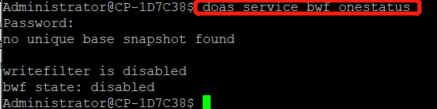 Administrator@CP-1D7C38$ doas service bwf onestatus
Password:
no unique base snapshot found
writefilter is disabled
bwf state: disabled
Administrator@CP-1D7C38$